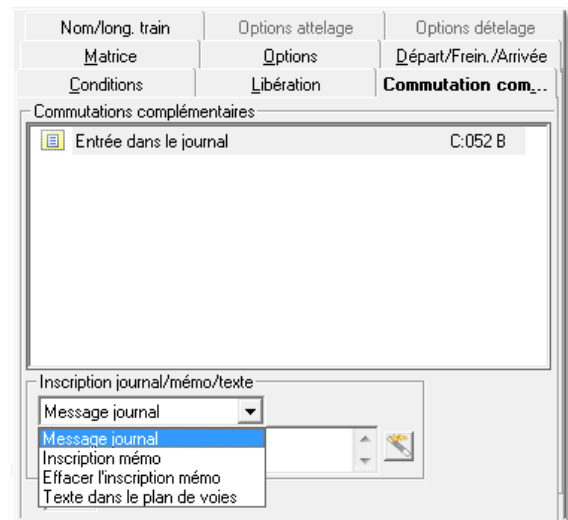 Nom/long. train Options attelage Options dételage
Matrice Options Départ/Frein./Arrivée
Conditions Libération Commutation com...
Commutations complémentaires
Entrée dans le journal C:052 B
Inscription journal/mémo/texte
Message journal
Message journal
Inscription mémo
Effacer l'inscription mémo
Texte dans le plan de voies